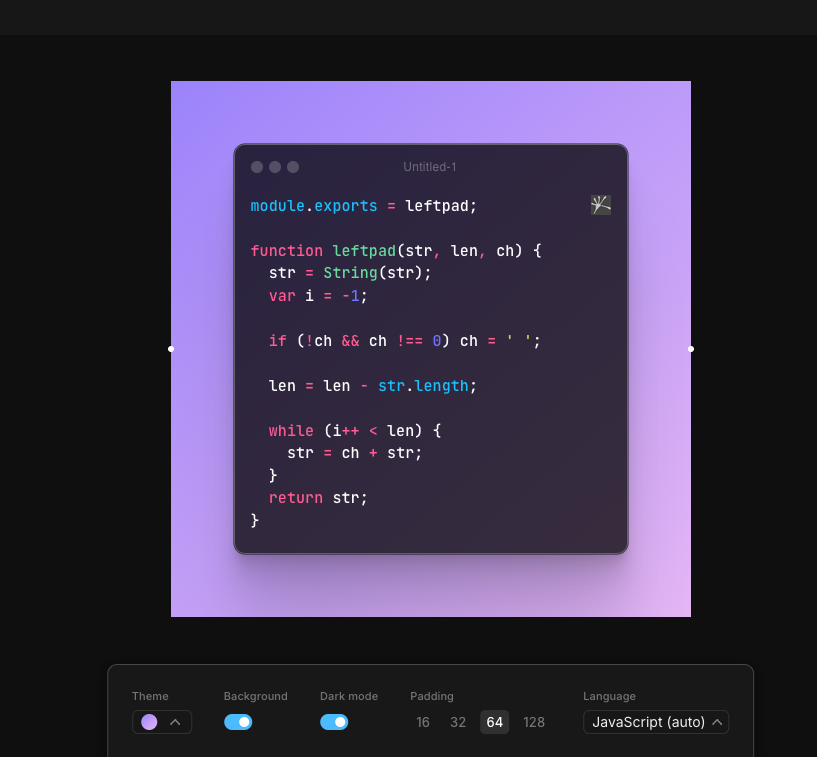 Untitled-1
module.exports = leftpad;
function leftpad(str, len, ch) {
  str = String(str);
  var i = -1;
  if (!ch && ch !== 0) ch = ' ';
  len = len - str.length;
  while (i++ < len) {
    str = ch + str;
  }
  return str;
}
Theme Background Dark mode Padding Language
16 32 64 128 JavaScript (auto)